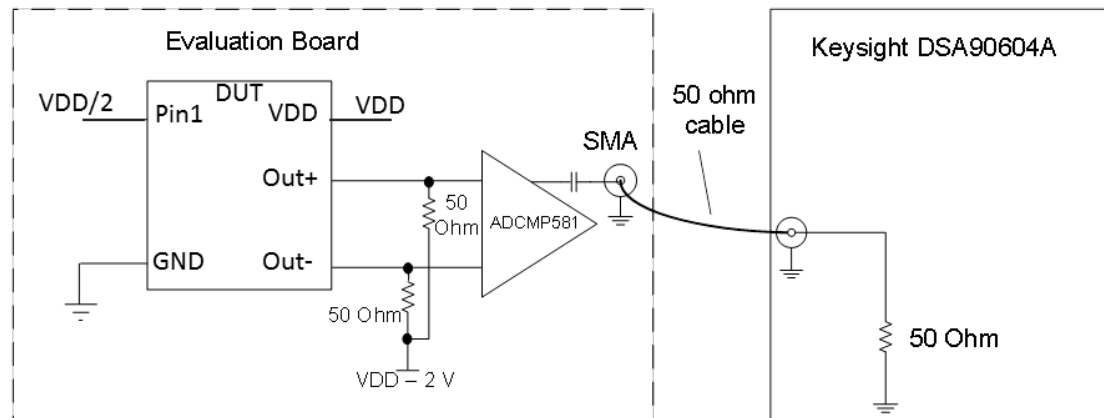 Evaluation Board
Keysight DSA90604A
DUT
VDD/2
Pin1
VDD
VDD
50 ohm
cable
SMA
Out+
50
Ohm
ADCMP581
GND
Out-
50 Ohm
50 Ohm
VDD – 2 V